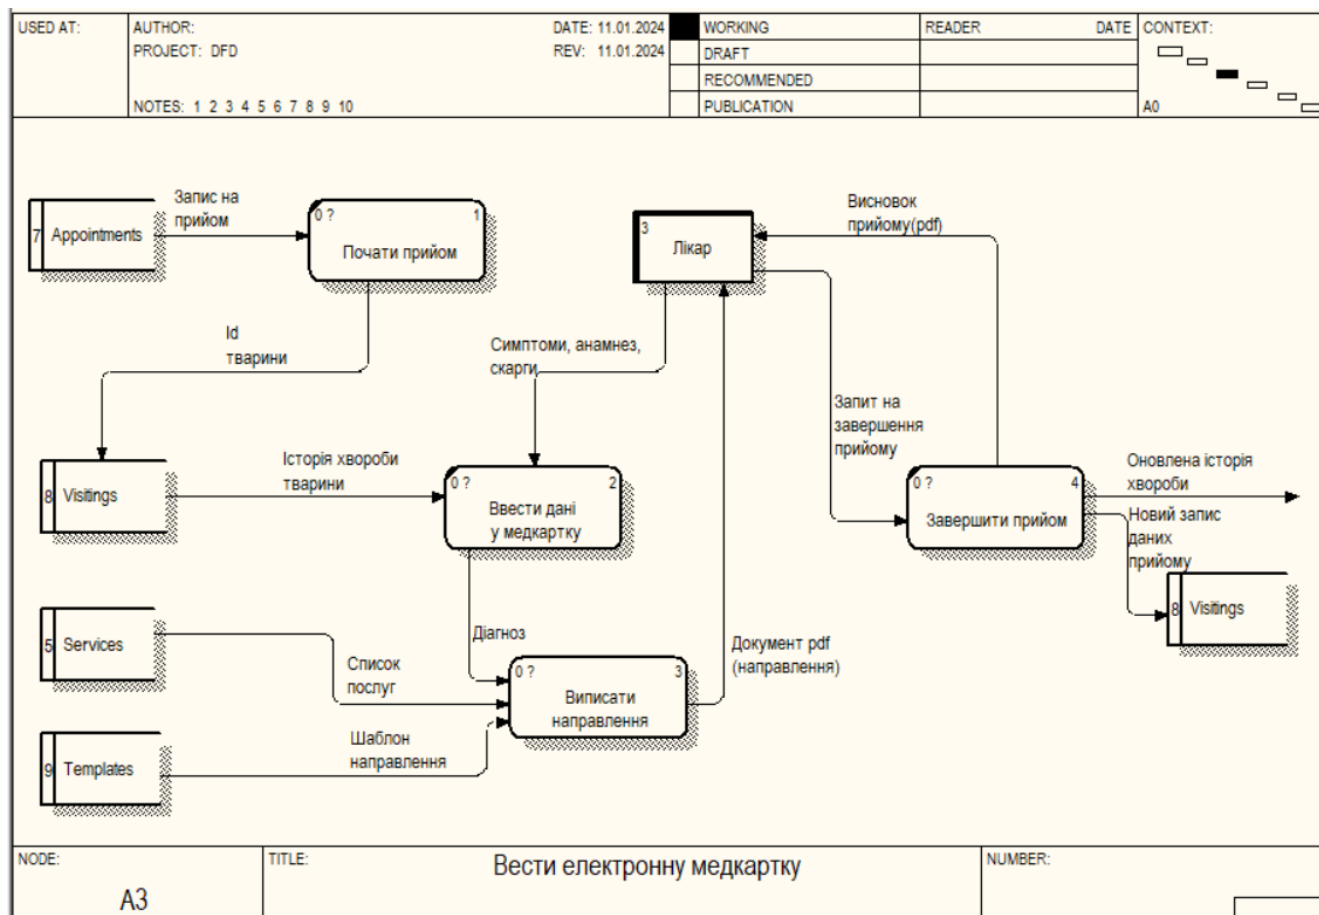 USED AT:
AUTHOR:
DATE: 11.01.2024
PROJECT: DFD
REV: 11.01.2024
NOTES: 1 2 3 4 5 6 7 8 9 10
WORKING
DRAFT
RECOMMENDED
PUBLICATION
READER
DATE
CONTEXT:
A0
7
Appointments
Запис на
прийом
0 ?
1
Почати прийом
3
Лікар
Висновок
прийому(pdf)
Id
тварини
Симптоми, анамнез,
скарги
Запит на
завершення
прийому
8
Visitings
Історія хвороби
тварини
0 ?
2
Ввести дані
у медкартку
0 ?
4
Завершити прийом
Оновлена історія
хвороби
Новий запис
даних
прийому
8
Visitings
5
Services
Список
послуг
Діагноз
0 ?
3
Виписати
направлення
Документ pdf
(направлення)
9
Templates
Шаблон
направлення
NODE:
A3
TITLE:
Вести електронну медкартку
NUMBER: